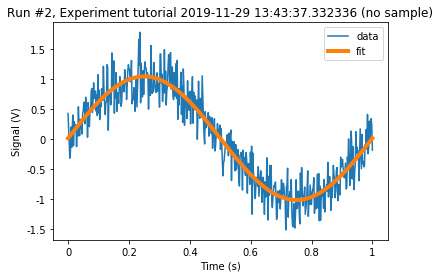 Run #2, Experiment tutorial 2019-11-29 13:43:37.332336 (no sample)
data
fit
1.5
1
0.5
0
-0.5
-1
-1.5
Signal (V)
0
0.2
0.4
0.6
0.8
1
Time (s)